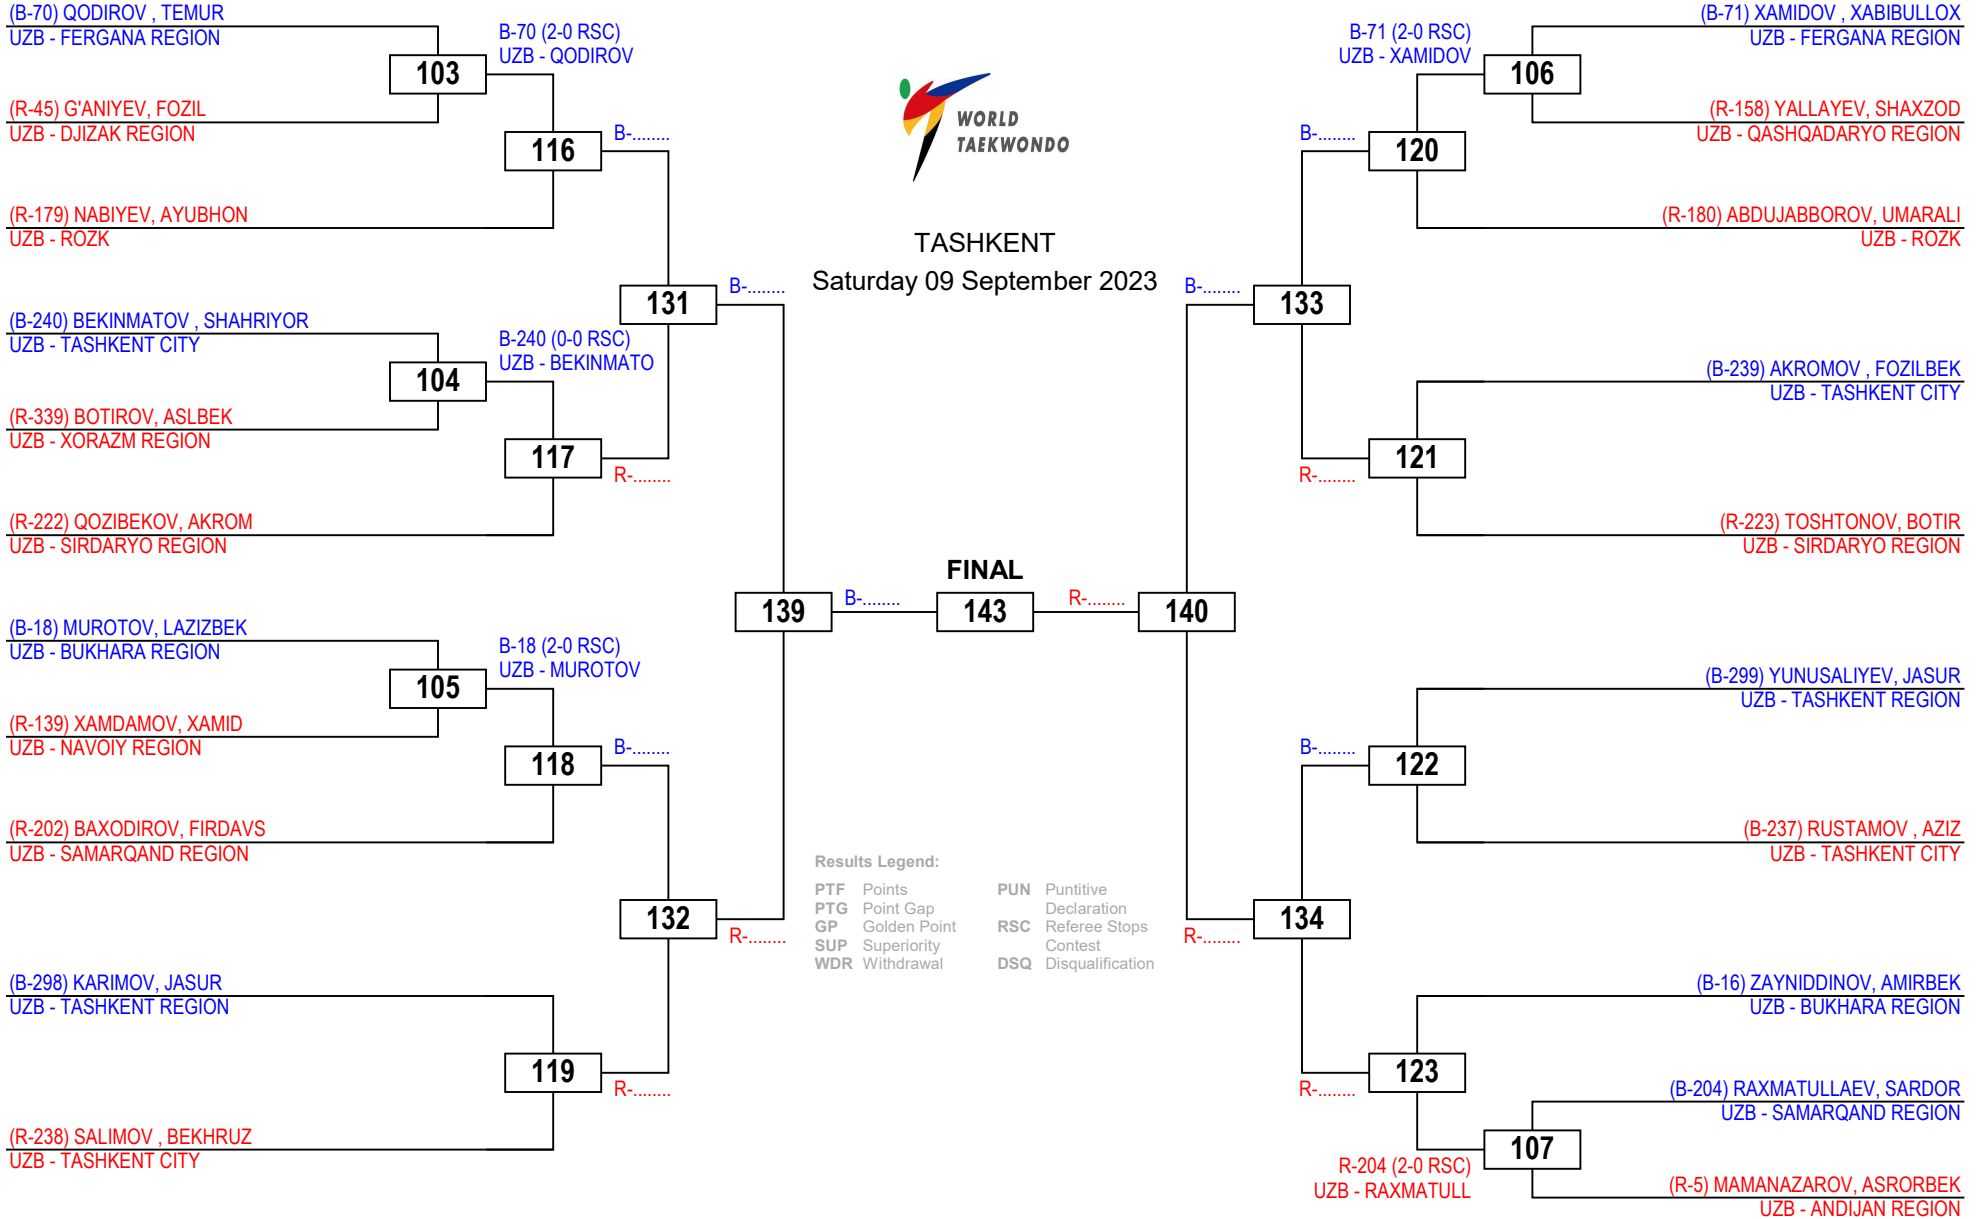 (B-70) QODIROV , TEMUR
UZB - FERGANA REGION
B-70 (2-0 RSC)
UZB - QODIROV
103
(R-45) G'ANIYEV, FOZIL
UZB - DJIZAK REGION
116
B-........
(R-179) NABIYEV, AYUBHON
UZB - ROZK
131
B-........
(B-240) BEKINMATOV , SHAHRIYOR
UZB - TASHKENT CITY
B-240 (0-0 RSC)
UZB - BEKINMATO
104
(R-339) BOTIROV, ASLBEK
UZB - XORAZM REGION
117
R-........
(R-222) QOZIBEKOV, AKROM
UZB - SIRDARYO REGION
139
B-........
(B-18) MUROTOV, LAZIZBEK
UZB - BUKHARA REGION
B-18 (2-0 RSC)
UZB - MUROTOV
105
(R-139) XAMDAMOV, XAMID
UZB - NAVOIY REGION
118
B-........
(R-202) BAXODIROV, FIRDAVS
UZB - SAMARQAND REGION
132
R-........
(B-298) KARIMOV, JASUR
UZB - TASHKENT REGION
119
R-........
(R-238) SALIMOV , BEKHRUZ
UZB - TASHKENT CITY
WORLD
TAEKWONDO
TASHKENT
Saturday 09 September 2023
FINAL
143
Results Legend:
PTF Points
PTG Point Gap
GP Golden Point
SUP Superiority
WDR Withdrawal
PUN Puntitive
Declaration
RSC Referee Stops
Contest
DSQ Disqualification
(B-71) XAMIDOV , XABIBULLOX
UZB - FERGANA REGION
B-71 (2-0 RSC)
UZB - XAMIDOV
106
(R-158) YALLAYEV, SHAXZOD
UZB - QASHQADARYO REGION
B-........
120
(R-180) ABDUJABBOROV, UMARALI
UZB - ROZK
B-........
133
(B-239) AKROMOV , FOZILBEK
UZB - TASHKENT CITY
121
R-........
(R-223) TOSHTONOV, BOTIR
UZB - SIRDARYO REGION
R-........
140
(B-299) YUNUSALIYEV, JASUR
UZB - TASHKENT REGION
B-........
122
(B-237) RUSTAMOV , AZIZ
UZB - TASHKENT CITY
134
R-........
(B-16) ZAYNIDDINOV, AMIRBEK
UZB - BUKHARA REGION
123
R-........
(B-204) RAXMATULLAEV, SARDOR
UZB - SAMARQAND REGION
107
R-204 (2-0 RSC)
UZB - RAXMATULL
(R-5) MAMANAZAROV, ASRORBEK
UZB - ANDIJAN REGION